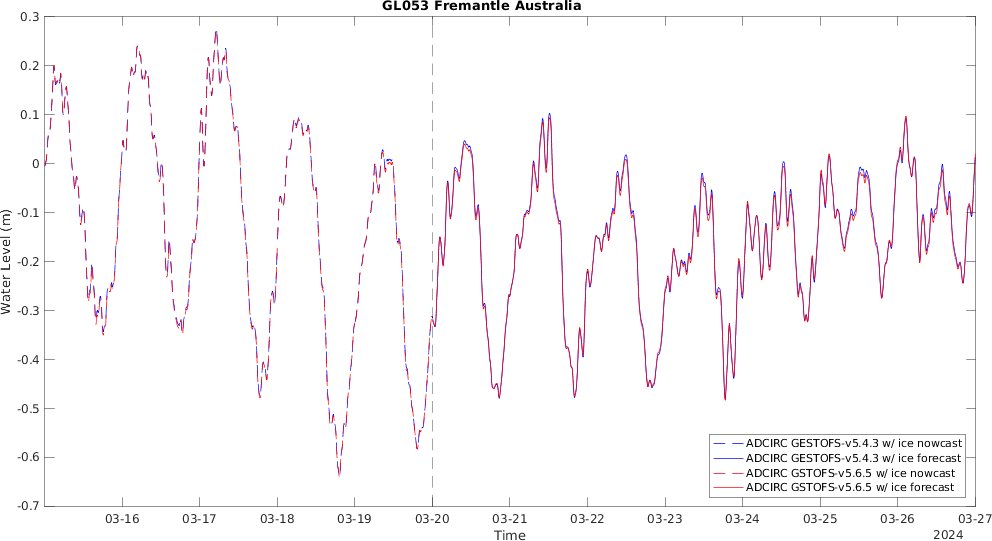 GL053 Fremantle Australia
Water Level (m)
0.3
0.2
0.1
0
-0.1
-0.2
-0.3
-0.4
-0.5
-0.6
-0.7
ADCIRC GESTOFS-v5.4.3 w/ ice nowcast
ADCIRC GESTOFS-v5.4.3 w/ ice forecast
ADCIRC GSTOFS-v5.6.5 w/ ice nowcast
ADCIRC GSTOFS-v5.6.5 w/ ice forecast
03-16 03-17 03-18 03-19 03-20 03-21 03-22 03-23 03-24 03-25 03-26 03-27
Time
2024